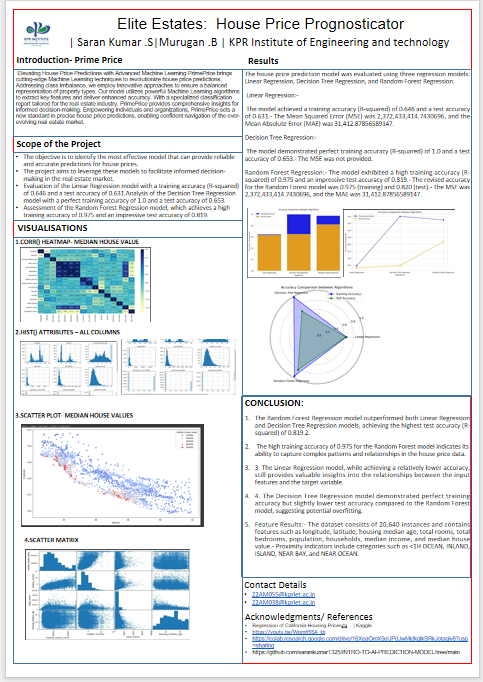 Elite Estates: House Price Prognosticator
| Saran Kumar .S|Murugan .B | KPR Institute of Engineering and technology
KPR INSTITUTE
Introduction- Prime Price
Elevating House Price Predictions with Advanced Machine Learning PrimePrice brings
cutting-edge Machine Learning techniques to revolutionize house price predictions.
Addressing class imbalance, we employ innovative approaches to ensure a balanced
representation of property types. Our model utilizes powerful Machine Learning algorithms
to extract key features and deliver enhanced accuracy. With a specialized classification
report tailored for the real estate industry, PrimePrice provides comprehensive insights for
informed decision-making. Empowering individuals and organizations, PrimePrice sets a
new standard in precise house price predictions, enabling confident navigation of the ever-
evolving real estate market.
Scope of the Project
• The objective is to identify the most effective model that can provide reliable
and accurate predictions for house prices.
• The project aims to leverage these models to facilitate informed decision-
making in the real estate market.
• Evaluation of the Linear Regression model with a training accuracy (R-squared)
of 0.646 and a test accuracy of 0.631.Analysis of the Decision Tree Regression
model with a perfect training accuracy of 1.0 and a test accuracy of 0.653.
• Assessment of the Random Forest Regression model, which achieves a high
training accuracy of 0.975 and an impressive test accuracy of 0.819.
VISUALISATIONS
1.CORR() HEATMAP- MEDIAN HOUSE VALUE
2.HIST() ATTRIBUTES – ALL COLUMNS
3.SCATTER PLOT- MEDIAN HOUSE VALUES
4.SCATTER MATRIX
Results
The house price prediction model was evaluated using three regression models:
Linear Regression, Decision Tree Regression, and Random Forest Regression.
Linear Regression:-
The model achieved a training accuracy (R-squared) of 0.646 and a test accuracy
of 0.631.- The Mean Squared Error (MSE) was 2,372,433,414.7430696, and the
Mean Absolute Error (MAE) was 31,412.87856589147.
Decision Tree Regression:-
The model demonstrated perfect training accuracy (R-squared) of 1.0 and a test
accuracy of 0.653. - The MSE was not provided.
Random Forest Regression:- The model exhibited a high training accuracy (R-
squared) of 0.975 and an impressive test accuracy of 0.819.- The revised accuracy
for the Random Forest model was 0.975 (training) and 0.820 (test).- The MSE was
2,372,433,414.7430696, and the MAE was 31,412.87856589147.
Accuracy Comparison between Algorithms
Decision Tree Regression
Training Accuracy
Test Accuracy
Linear Regression
Random Forest Regression
CONCLUSION:
1. The Random Forest Regression model outperformed both Linear Regression
and Decision Tree Regression models, achieving the highest test accuracy (R-
squared) of 0.819.2.
2. The high training accuracy of 0.975 for the Random Forest model indicates its
ability to capture complex patterns and relationships in the house price data.
3. 3. The Linear Regression model, while achieving a relatively lower accuracy,
still provides valuable insights into the relationships between the input
features and the target variable.
4. 4. The Decision Tree Regression model demonstrated perfect training
accuracy but slightly lower test accuracy compared to the Random Forest
model, suggesting potential overfitting.
5. Feature Results:- The dataset consists of 20,640 instances and contains
features such as longitude, latitude, housing median age, total rooms, total
bedrooms, population, households, median income, and median house
value - Proximity indicators include categories such as <1H OCEAN, INLAND,
ISLAND, NEAR BAY, and NEAR OCEAN.
Contact Details
• 22AM055@kpriet.ac.in
• 22AM038@kpriet.ac.in
Acknowledgments/ References
• Regression of California Housing Prices | Kaggle
• https://github.com/sarankumar1325/INTRO-TO-AI-PREDICTION-MODEL/tree/main